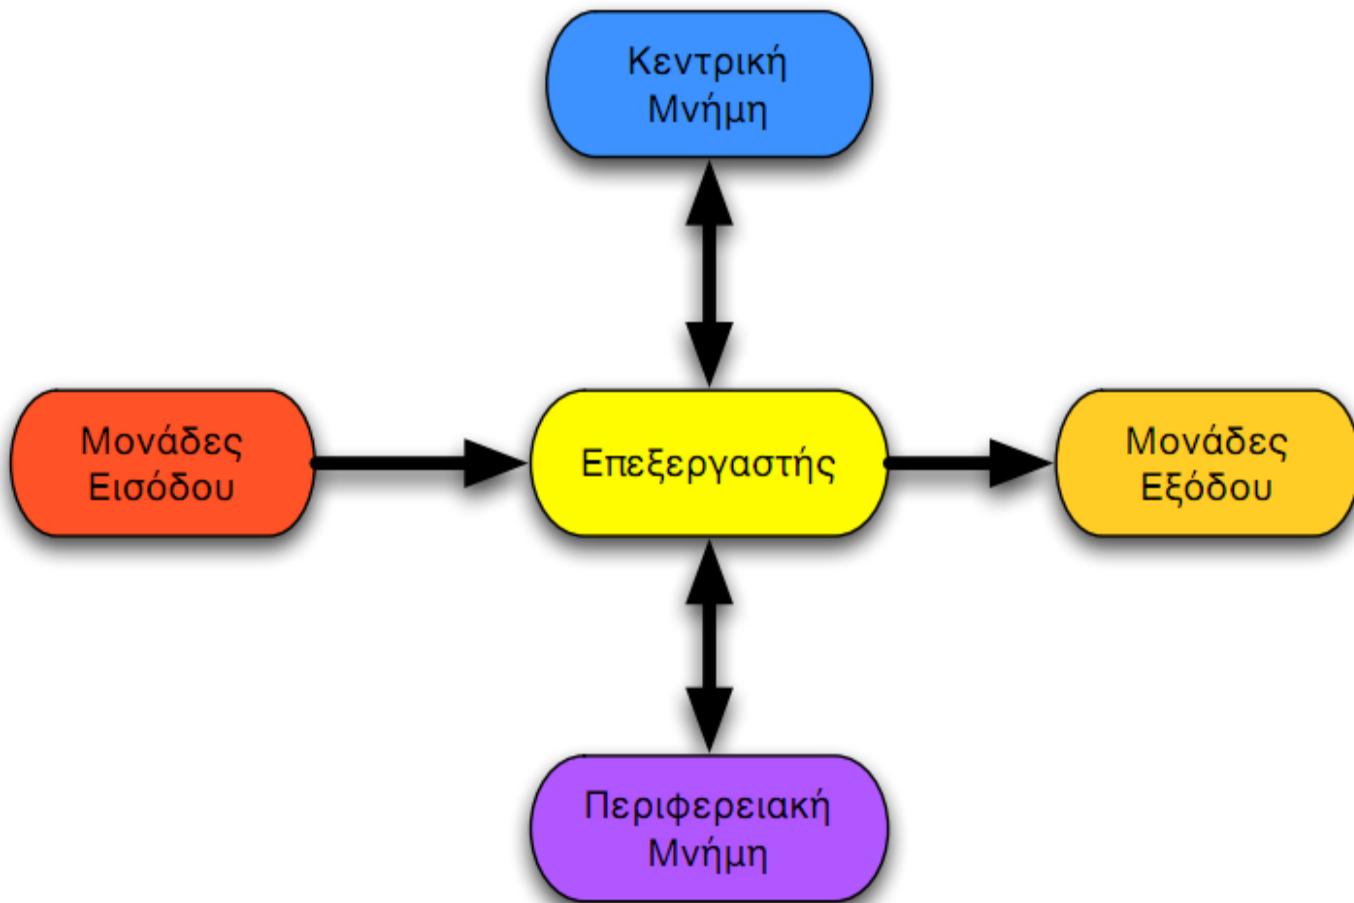 Κεντρική
Μνήμη
Μονάδες
Εισόδου
Επεξεργαστής
Μονάδες
Εξόδου
Περιφερειακή
Μνήμη